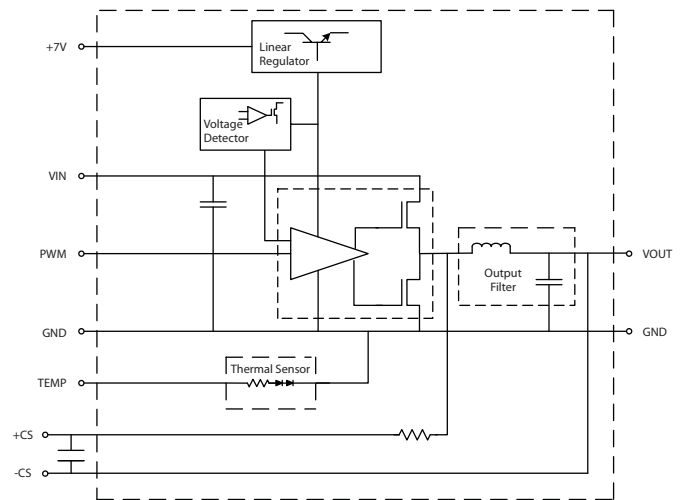 +7V
Linear
Regulator
Voltage
Detector
VIN
PWM
VOUT
Output
Filter
GND
GND
Thermal Sensor
TEMP
+CS
-CS